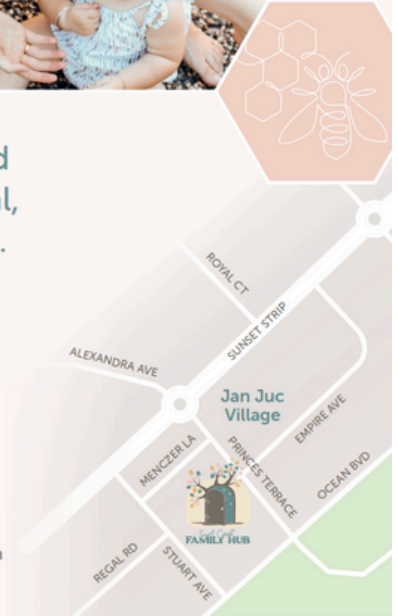 d
l,
.
ROYAL CT
SUNSET STRIP
ALEXANDRA AVE
Jan Juc
Village
EMPIRE AVE
MENCZER LA
PRINCES TERRACE
OCEAN BVD
FAMILY HUB
REGAL RD
STUART AVE
n